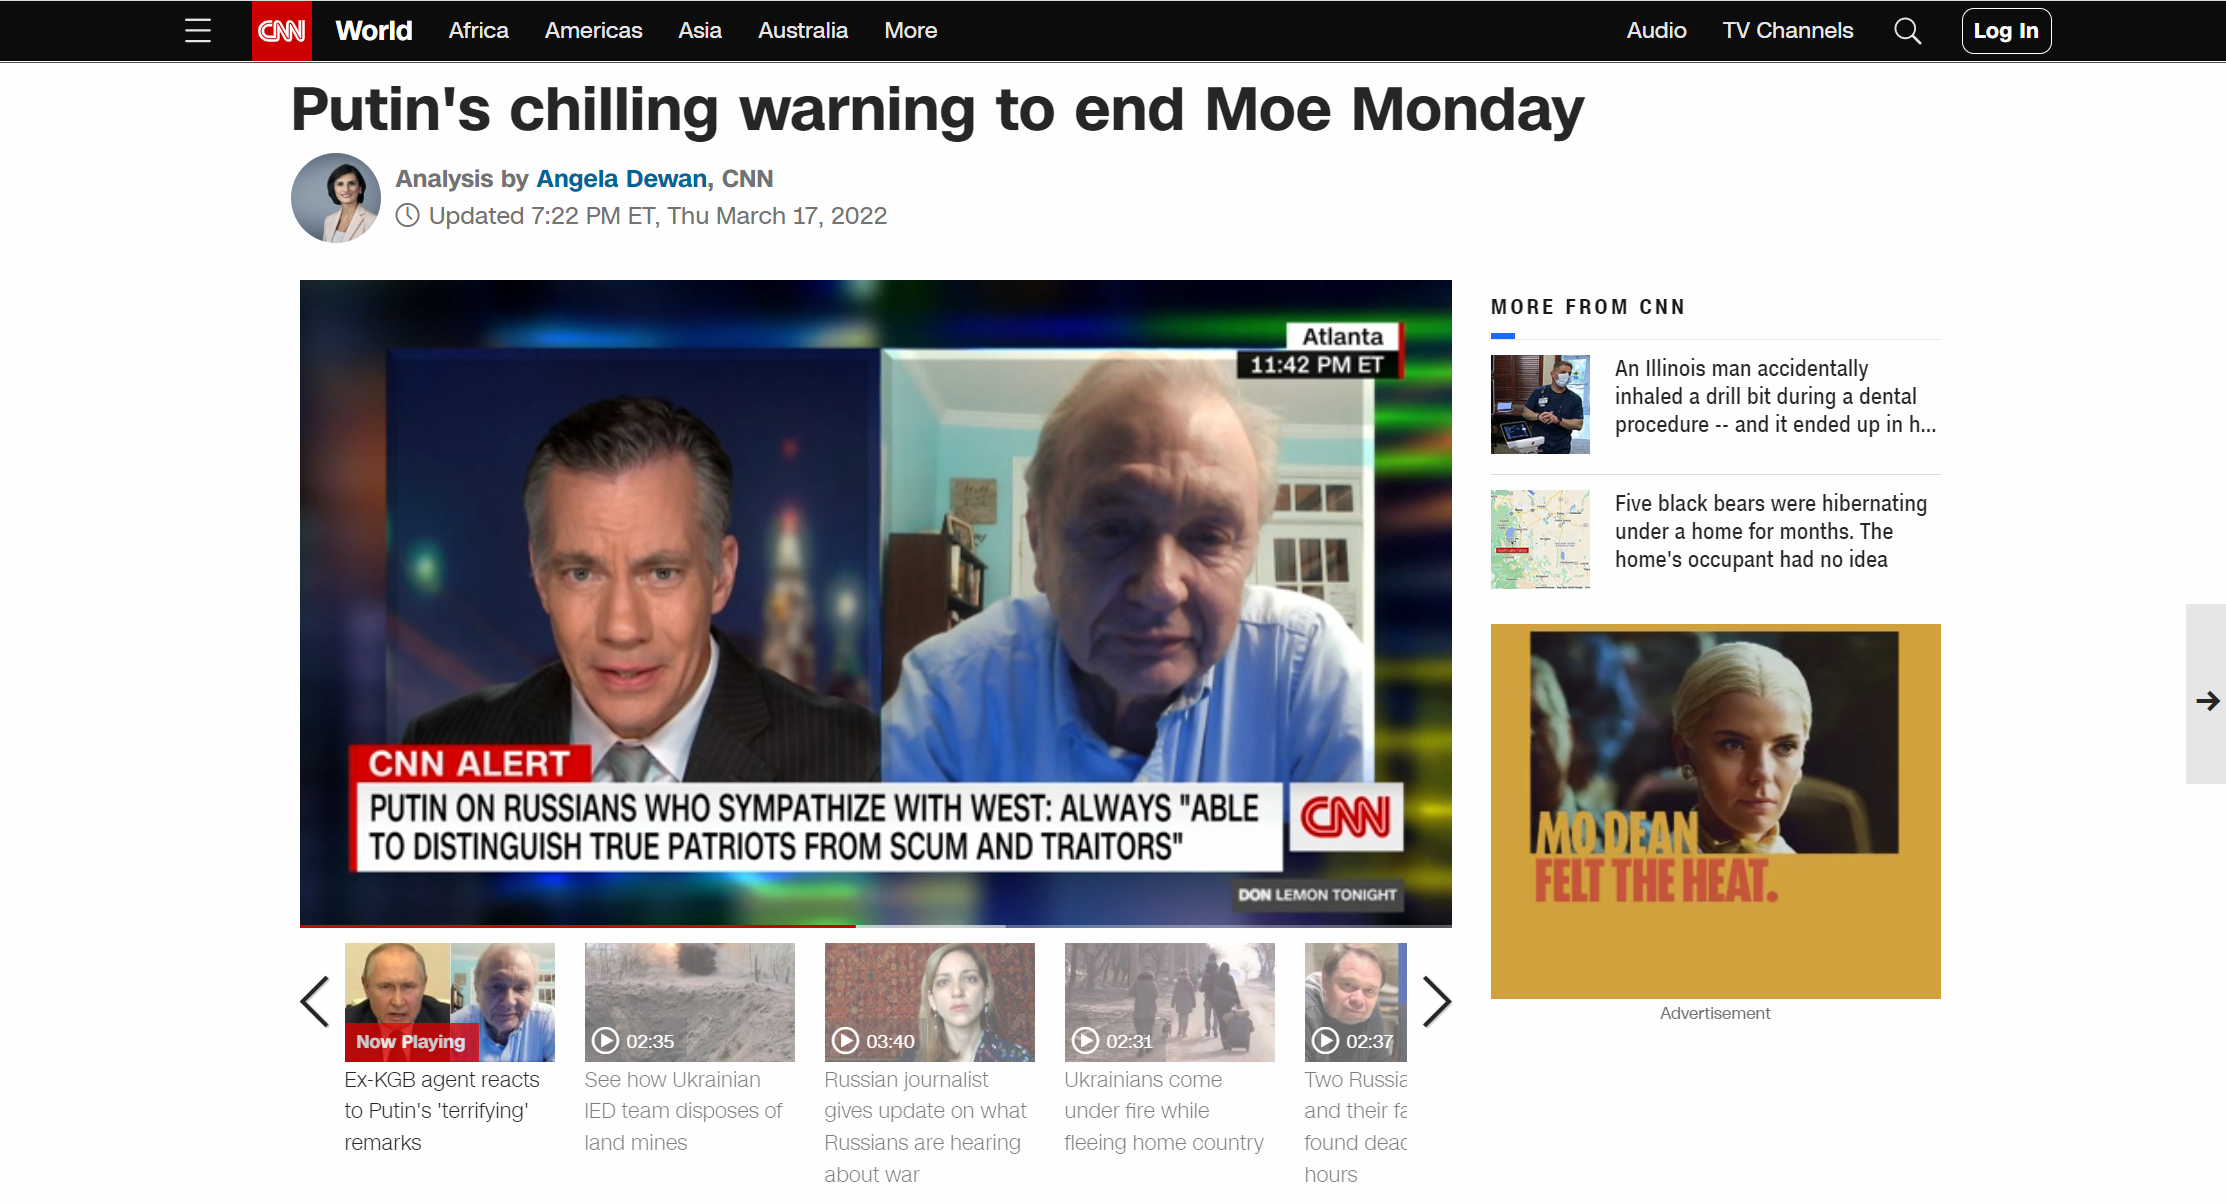 CNN World Africa Americas Asia Australia More Audio TV Channels Log In
Putin's chilling warning to end Moe Monday
Analysis by Angela Dewan, CNN
Updated 7:22 PM ET, Thu March 17, 2022
Atlanta
11:42 PM ET
CNN ALERT
PUTIN ON RUSSIANS WHO SYMPATHIZE WITH WEST: ALWAYS "ABLE
TO DISTINGUISH TRUE PATRIOTS FROM SCUM AND TRAITORS"
CNN
DON LEMON TONIGHT
Now Playing
Ex-KGB agent reacts
to Putin's 'terrifying'
remarks
02:35
See how Ukrainian
IED team disposes of
land mines
03:40
Russian journalist
gives update on what
Russians are hearing
about war
02:31
Ukrainians come
under fire while
fleeing home country
02:37
Two Russia
and their fa
found dead
hours
MORE FROM CNN
An Illinois man accidentally
inhaled a drill bit during a dental
procedure -- and it ended up in h...
Five black bears were hibernating
under a home for months. The
home's occupant had no idea
MO DEAN
FELT THE HEAT.
Advertisement